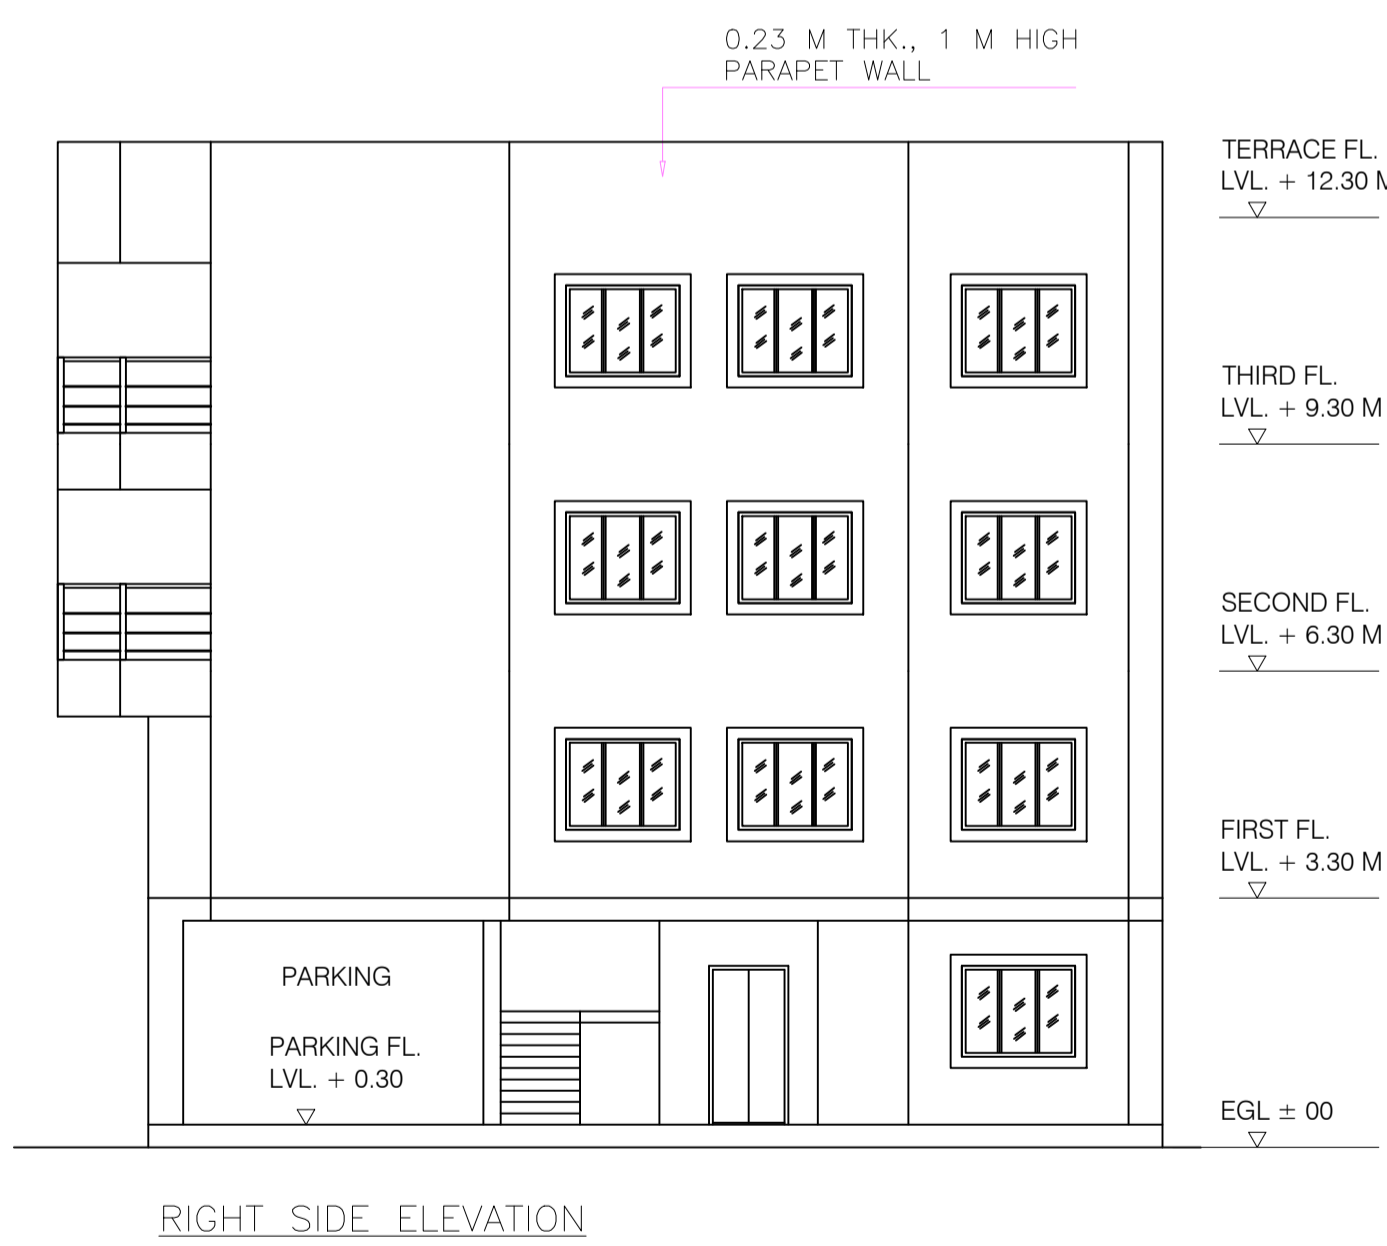 0.23 M THK., 1 M HIGH
PARAPET WALL
TERRACE FL.
LVL. + 12.30 M
THIRD FL.
LVL. + 9.30 M
SECOND FL.
LVL. + 6.30 M
FIRST FL.
LVL. + 3.30 M
PARKING
PARKING FL.
LVL. + 0.30
EGL ± 00
RIGHT SIDE ELEVATION